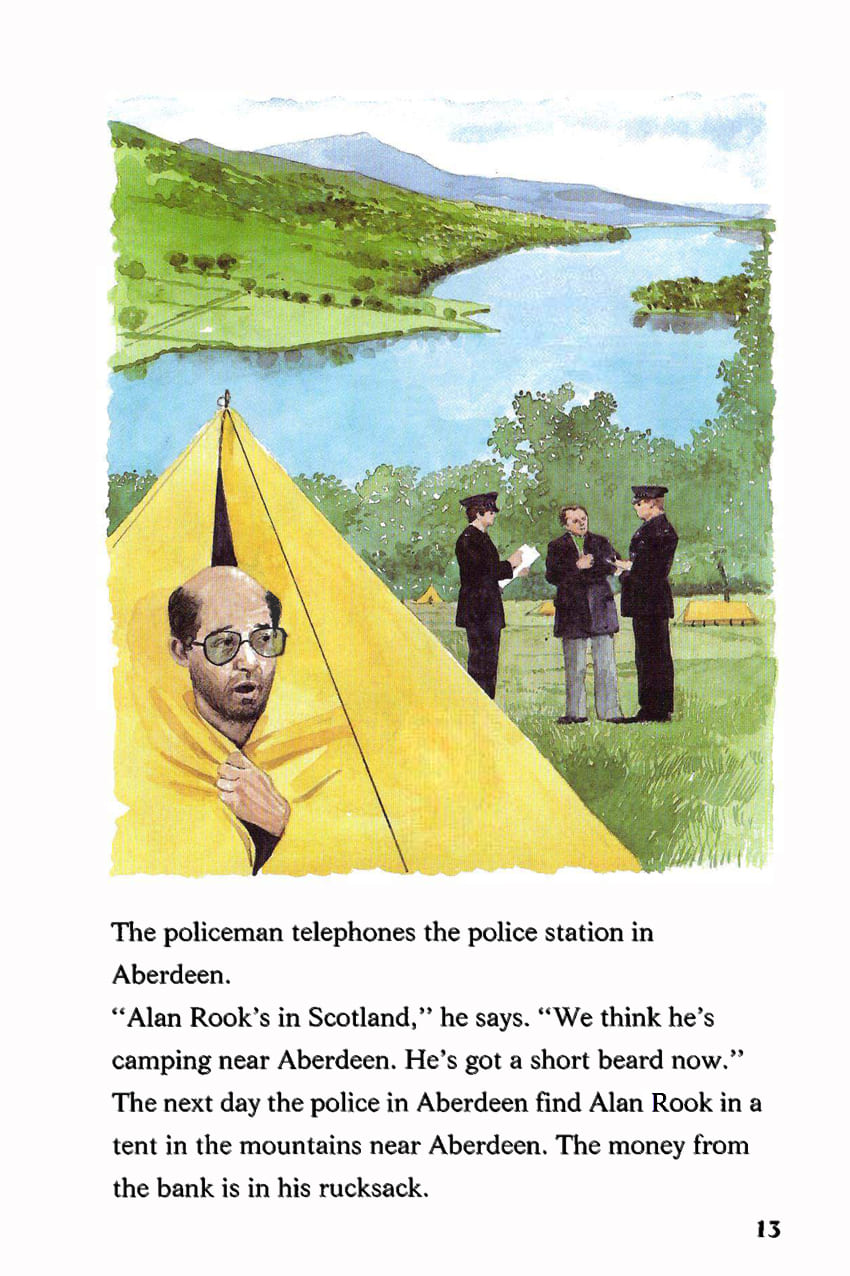 The policeman telephones the police station in
Aberdeen.
“Alan Rook’s in Scotland,” he says. “We think he’s
camping near Aberdeen. He’s got a short beard now.”
The next day the police in Aberdeen find Alan Rook in a
tent in the mountains near Aberdeen. The money from
the bank is in his rucksack.
13